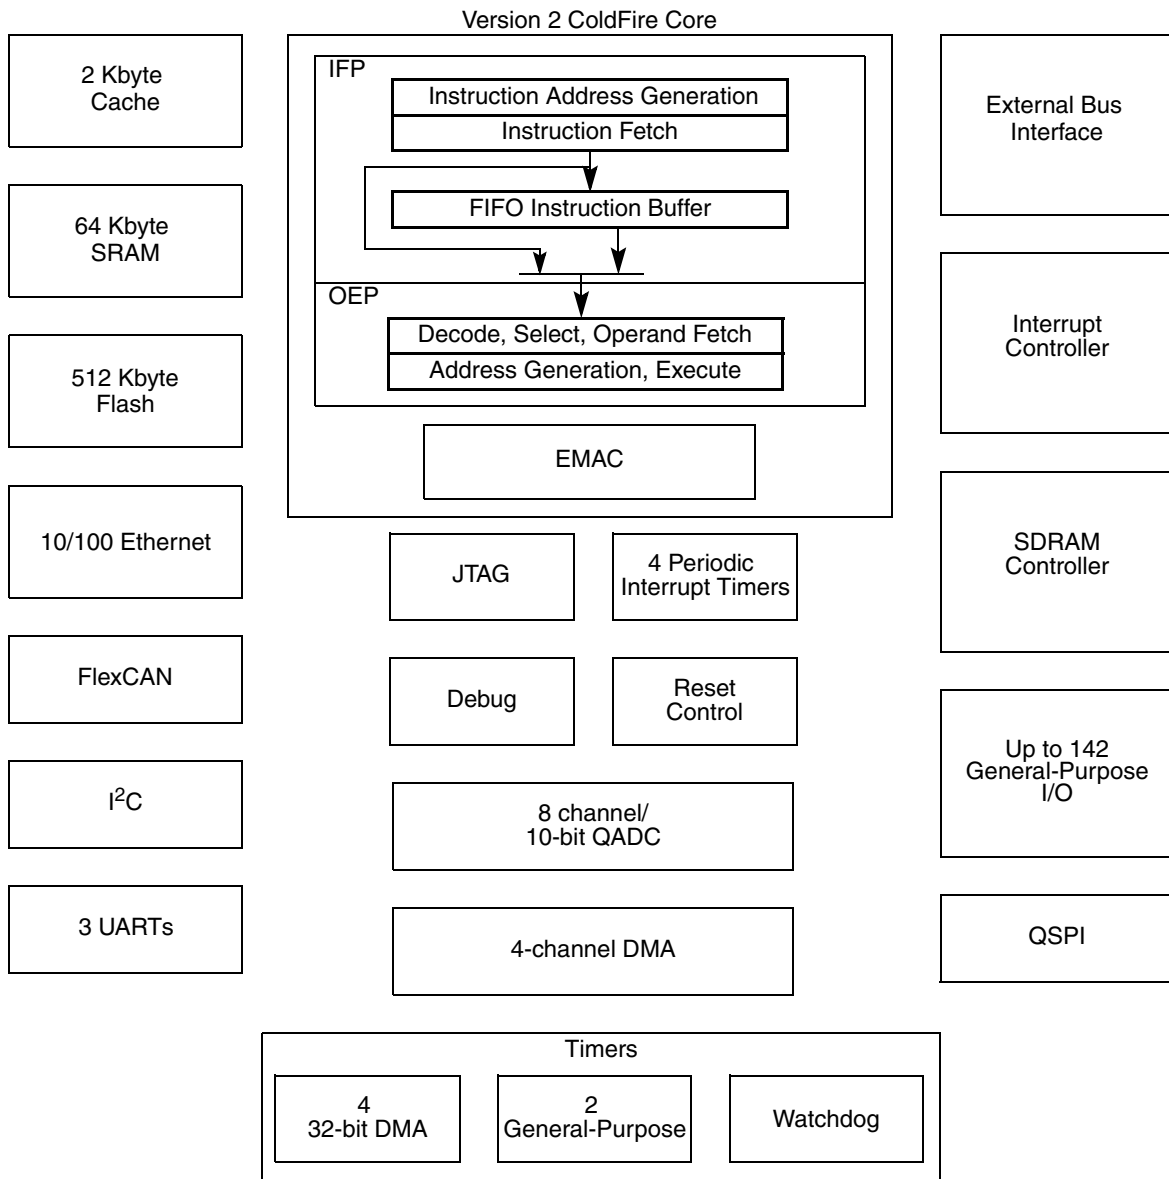 Version 2 ColdFire Core
2 Kbyte
Cache
64 Kbyte
SRAM
512 Kbyte
Flash
10/100 Ethernet
FlexCAN
I²C
3 UARTs
IFP
Instruction Address Generation
Instruction Fetch
FIFO Instruction Buffer
OEP
Decode, Select, Operand Fetch
Address Generation, Execute
EMAC
JTAG
4 Periodic
Interrupt Timers
Debug
Reset
Control
8 channel/
10-bit QADC
4-channel DMA
External Bus
Interface
Interrupt
Controller
SDRAM
Controller
Up to 142
General-Purpose
I/O
QSPI
Timers
4
32-bit DMA
2
General-Purpose
Watchdog